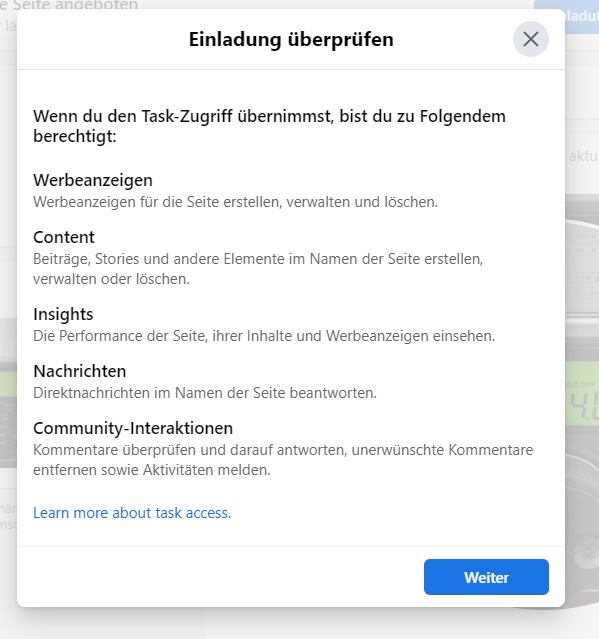 e Seite angeboten
Einladung überprüfen
Wenn du den Task-Zugriff übernimmst, bist du zu Folgendem
berechtigt:
Werbeanzeigen
Werbeanzeigen für die Seite erstellen, verwalten und löschen.
Content
Beiträge, Stories und andere Elemente im Namen der Seite erstellen,
verwalten oder löschen.
Insights
Die Performance der Seite, ihrer Inhalte und Werbeanzeigen einsehen.
Nachrichten
Direktnachrichten im Namen der Seite beantworten.
Community-Interaktionen
Kommentare überprüfen und darauf antworten, unerwünschte Kommentare
entfernen sowie Aktivitäten melden.
Learn more about task access.
Weiter